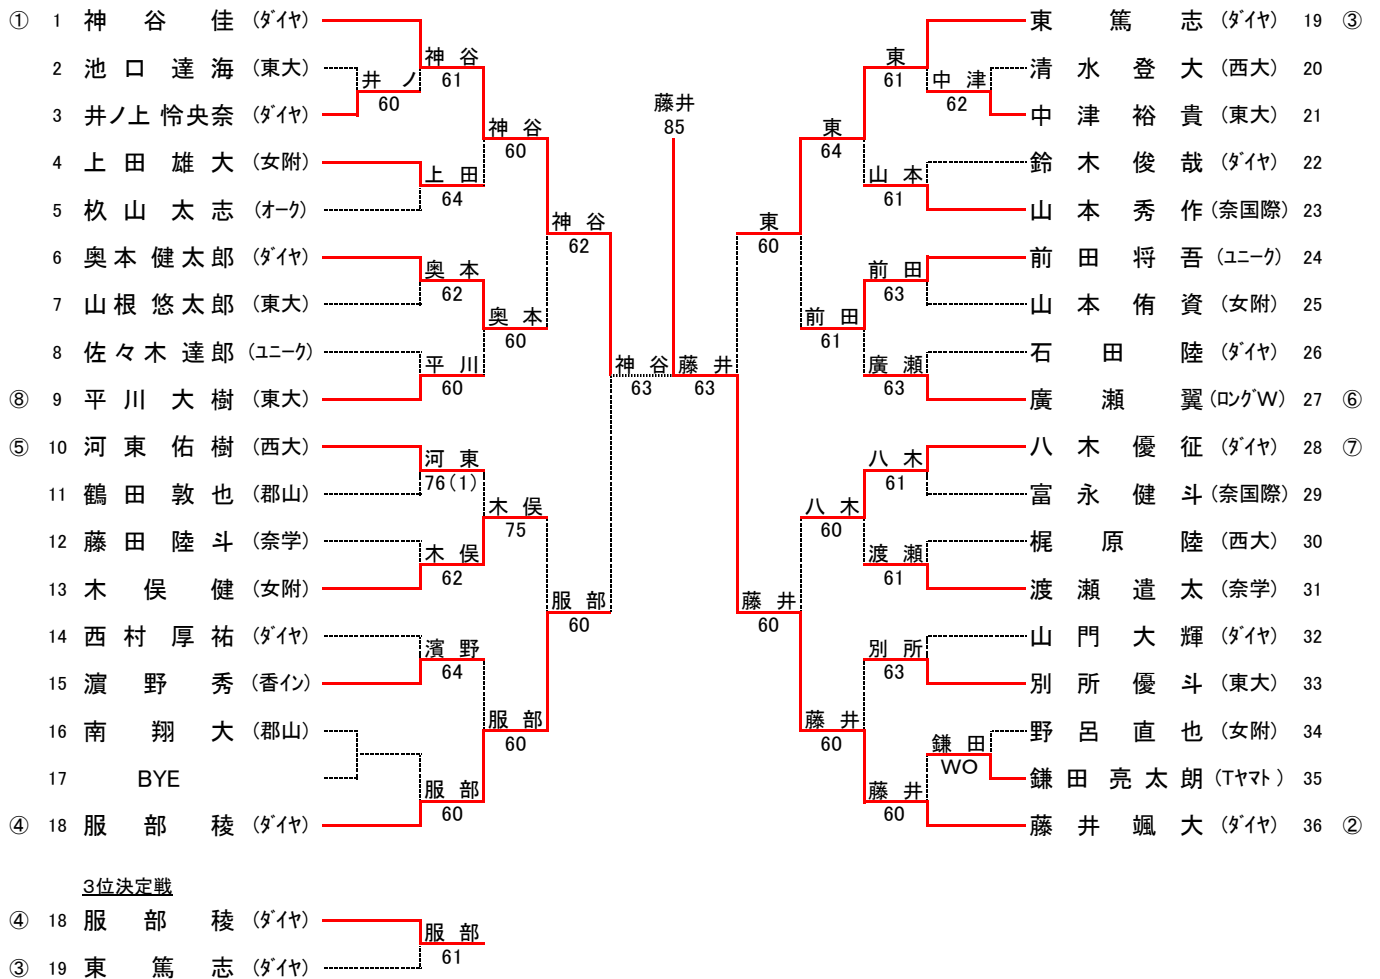 ① 1 神谷佳 (ダイヤ)
2 池口達海 (東大)
3 井ノ上怜央奈 (ダイヤ)
4 上田雄大 (女附)
5 杁山太志 (オーク)
6 奥本健太郎 (ダイヤ)
7 山根悠太郎 (東大)
8 佐々木達郎 (ユニーク)
⑧ 9 平川大樹 (東大)
⑤ 10 河東佑樹 (西大)
11 鶴田敦也 (郡山)
12 藤田陸斗 (奈学)
13 木俣健 (女附)
14 西村厚祐 (ダイヤ)
15 濵野秀 (香イン)
16 南翔大 (郡山)
17 BYE
④ 18 服部稜 (ダイヤ)
井ノ
60
神谷
61
上田
64
奥本
62
平川
60
河東
76(1)
木俣
62
濱野
64
服部
60
神谷
60
奥本
60
木俣
75
服部
60
神谷
62
服部
60
神谷
63
藤井
85
藤井
63
東
60
藤井
60
東
64
前田
61
八木
60
藤井
60
東
61
山本
61
前田
63
廣瀬
63
八木
61
渡瀬
61
別所
63
藤井
60
中津
62
鎌田
WO
東篤志 (ダイヤ) 19 ③
清水登大 (西大) 20
中津裕貴 (東大) 21
鈴木俊哉 (ダイヤ) 22
山本秀作 (奈国際) 23
前田将吾 (ユニーク) 24
山本侑資 (女附) 25
石田陸 (ダイヤ) 26
廣瀬翼 (ロングW) 27 ⑥
八木優征 (ダイヤ) 28 ⑦
富永健斗 (奈国際) 29
梶原陸 (西大) 30
渡瀬遣太 (奈学) 31
山門大輝 (ダイヤ) 32
別所優斗 (東大) 33
野呂直也 (女附) 34
鎌田亮太朗 (Tヤマト) 35
藤井颯大 (ダイヤ) 36 ②
3位決定戦
④ 18 服部稜 (ダイヤ)
③ 19 東篤志 (ダイヤ)
服部
61